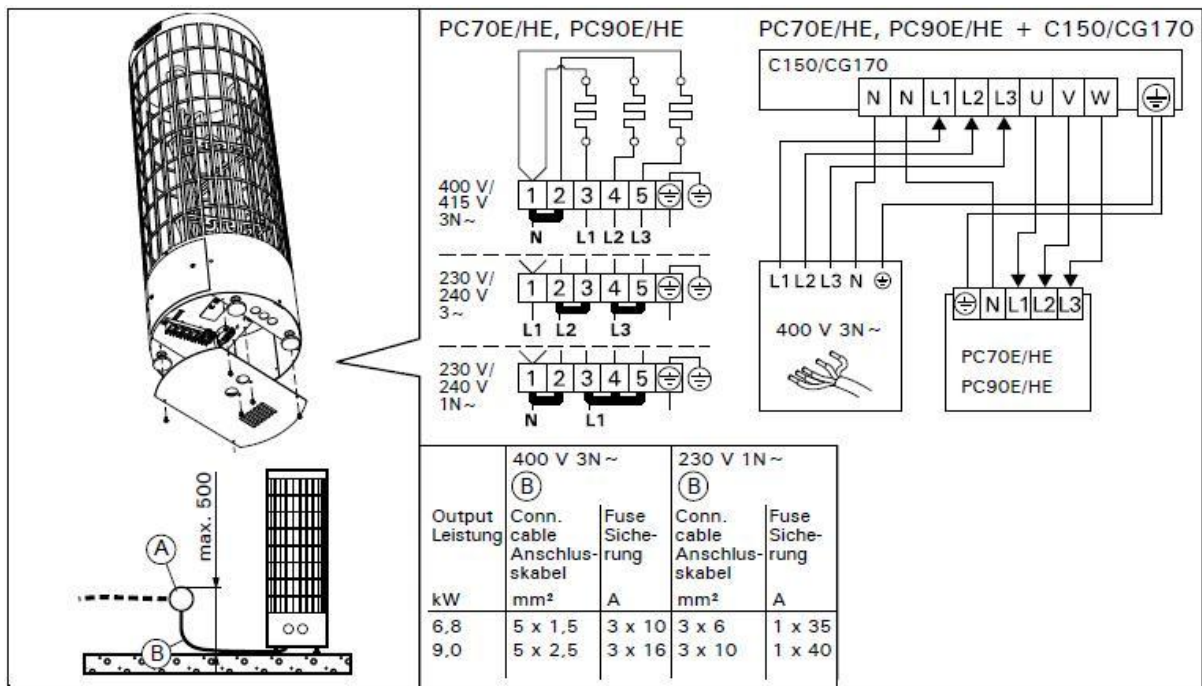 PC70E/HE, PC90E/HE
400 V/
415 V
3N~
1 2 3 4 5
N L1 L2 L3
230 V/
240 V
3~
1 2 3 4 5
L1 L2 L3
230 V/
240 V
1N~
1 2 3 4 5
N L1
PC70E/HE, PC90E/HE + C150/CG170
C150/CG170
N N L1 L2 L3 U V W
L1 L2 L3 N
400 V 3N~
N L1 L2 L3
PC70E/HE
PC90E/HE
max. 500
A
B
400 V 3N~ 230 V 1N~
B B
Output Conn. Fuse Conn. Fuse
Leistung cable Siche- cable Siche-
Anschlus- rung Anschlus- rung
skabel skabel
kW mm² A mm² A
6,8 5 x 1,5 3 x 10 3 x 6 1 x 35
9,0 5 x 2,5 3 x 16 3 x 10 1 x 40